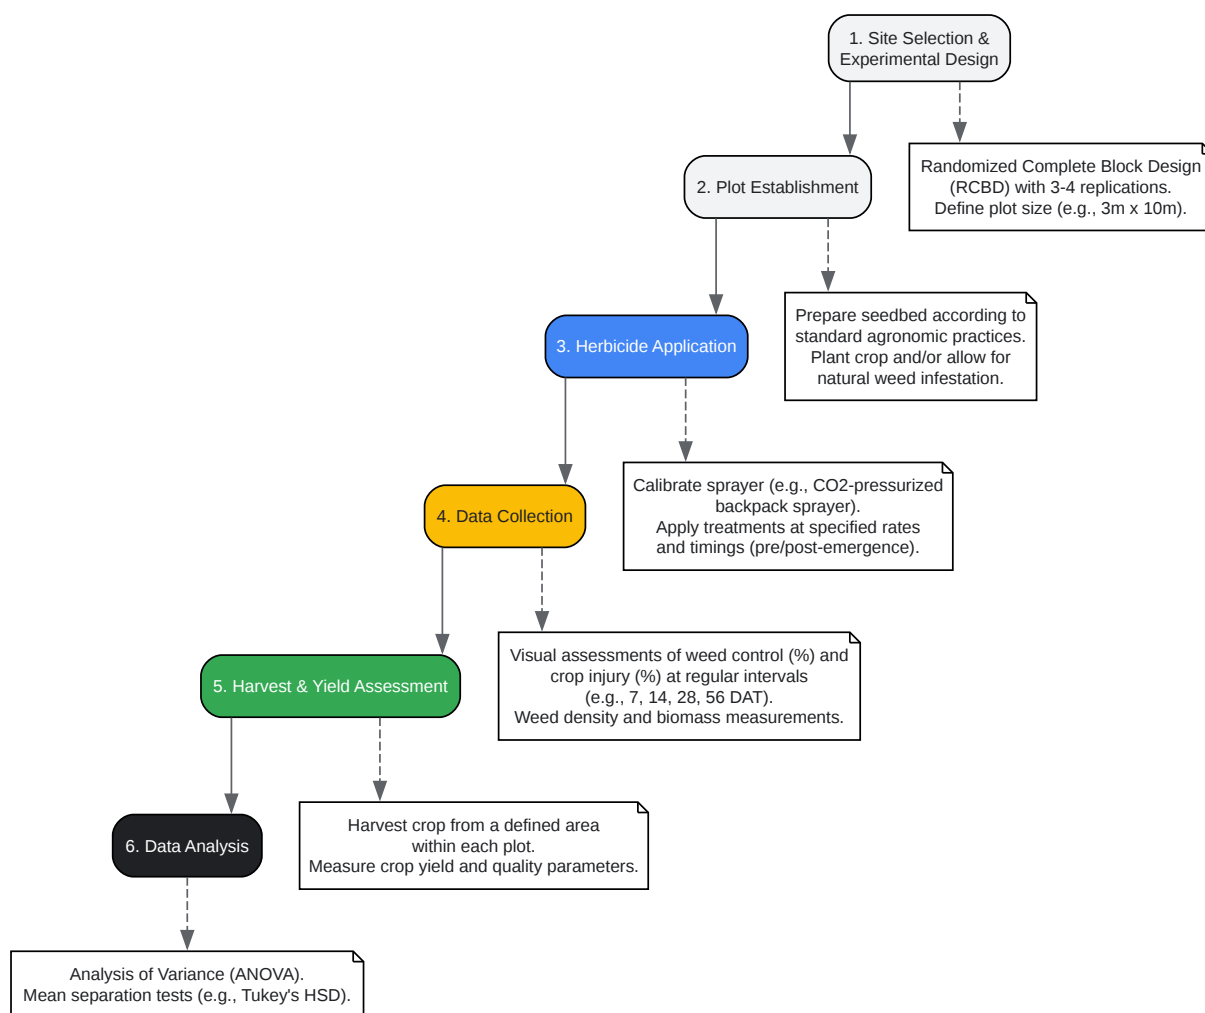 1. Site Selection &
Experimental Design
Randomized Complete Block Design
(RCBD) with 3-4 replications.
Define plot size (e.g., 3m x 10m).
2. Plot Establishment
Prepare seedbed according to
standard agronomic practices.
Plant crop and/or allow for
natural weed infestation.
3. Herbicide Application
Calibrate sprayer (e.g., CO2-pressurized
backpack sprayer).
Apply treatments at specified rates
and timings (pre/post-emergence).
4. Data Collection
Visual assessments of weed control (%) and
crop injury (%) at regular intervals
(e.g., 7, 14, 28, 56 DAT).
Weed density and biomass measurements.
5. Harvest & Yield Assessment
Harvest crop from a defined area
within each plot.
Measure crop yield and quality parameters.
6. Data Analysis
Analysis of Variance (ANOVA).
Mean separation tests (e.g., Tukey's HSD).